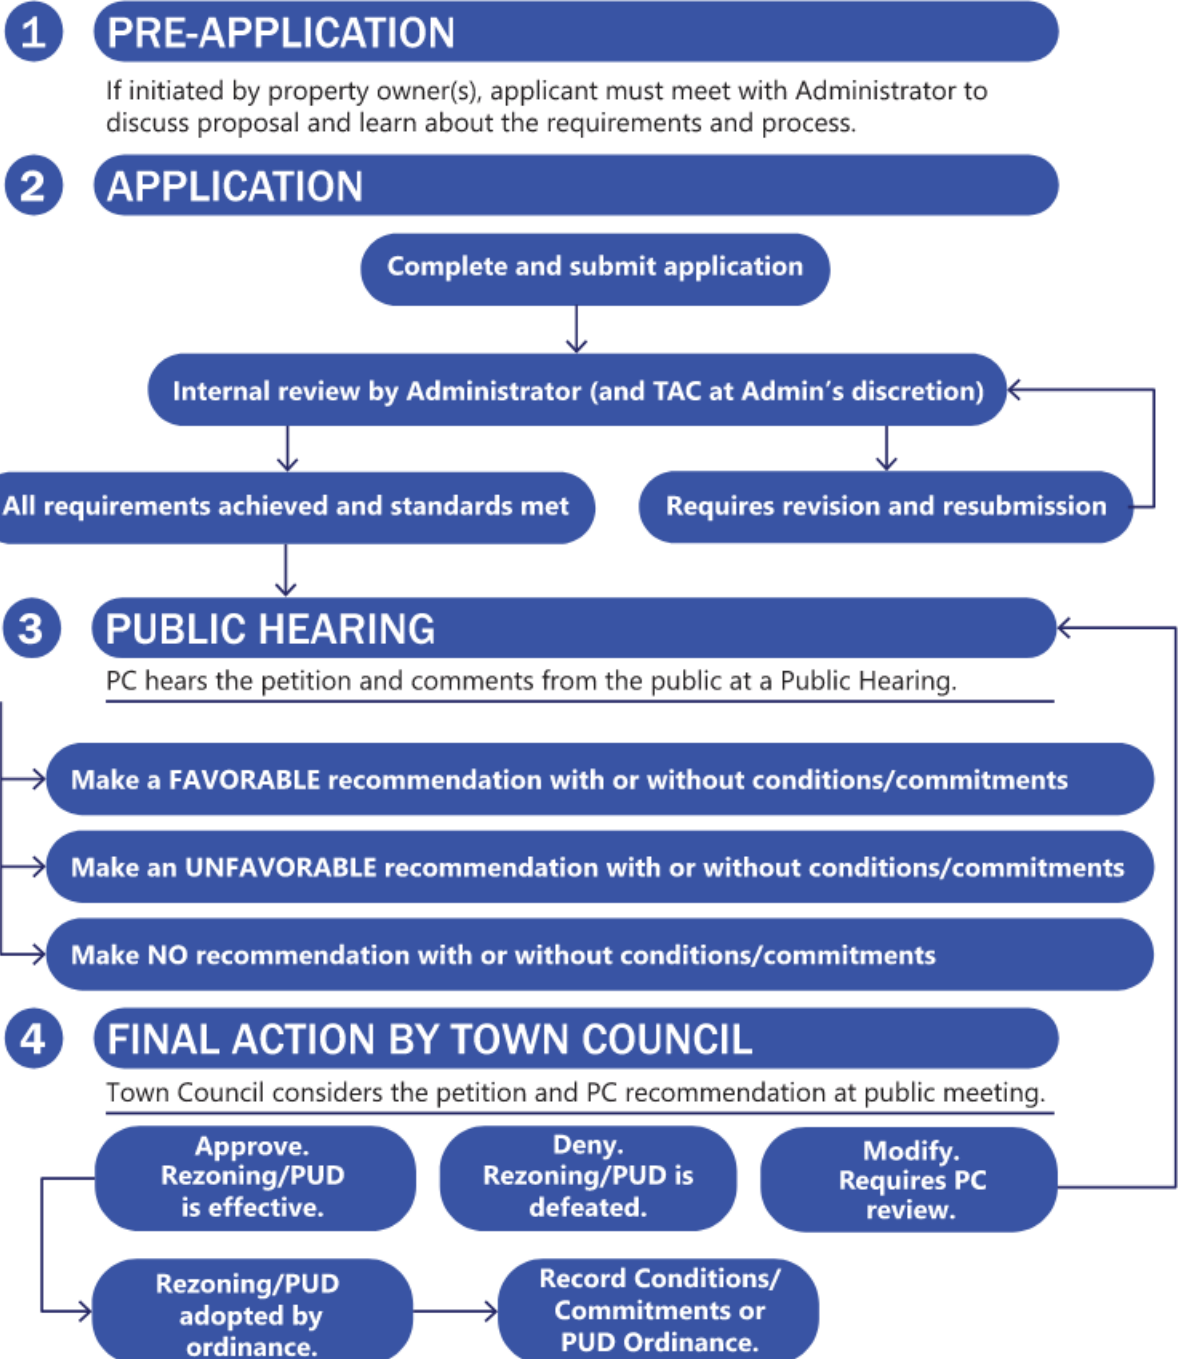 1 PRE-APPLICATION
If initiated by property owner(s), applicant must meet with Administrator to
discuss proposal and learn about the requirements and process.
2 APPLICATION
Complete and submit application
Internal review by Administrator (and TAC at Admin’s discretion)
All requirements achieved and standards met
Requires revision and resubmission
3 PUBLIC HEARING
PC hears the petition and comments from the public at a Public Hearing.
Make a FAVORABLE recommendation with or without conditions/commitments
Make an UNFAVORABLE recommendation with or without conditions/commitments
Make NO recommendation with or without conditions/commitments
4 FINAL ACTION BY TOWN COUNCIL
Town Council considers the petition and PC recommendation at public meeting.
Approve.
Rezoning/PUD
is effective.
Deny.
Rezoning/PUD is
defeated.
Modify.
Requires PC
review.
Rezoning/PUD
adopted by
ordinance.
Record Conditions/
Commitments or
PUD Ordinance.